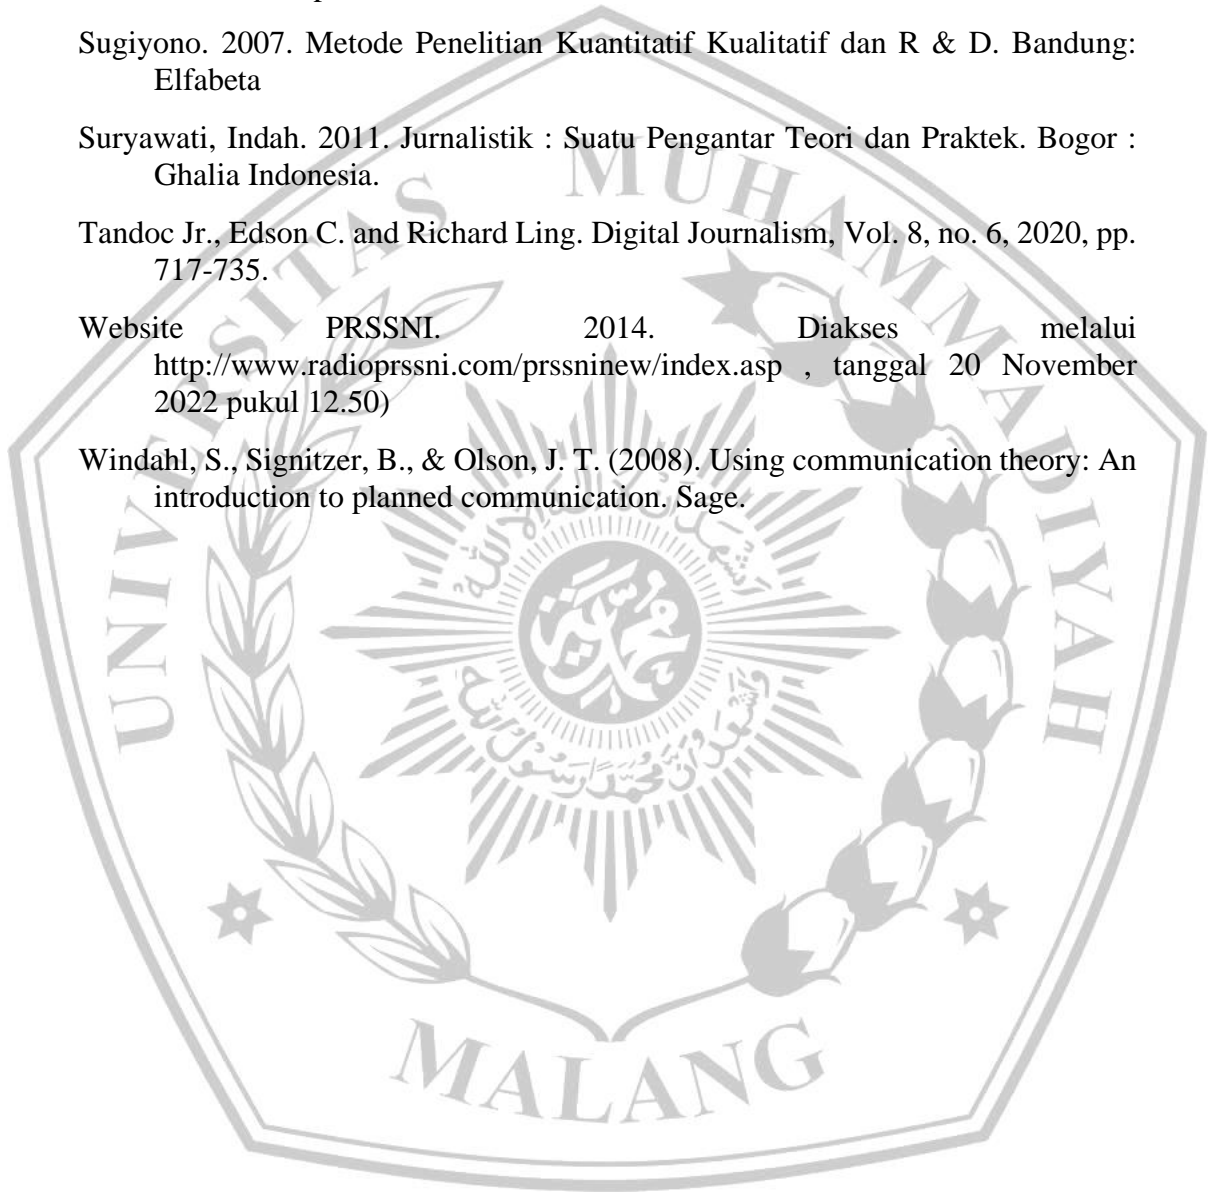 Sugiyono. 2007. Metode Penelitian Kuantitatif Kualitatif dan R & D. Bandung:
Elfabeta
Suryawati, Indah. 2011. Jurnalistik : Suatu Pengantar Teori dan Praktek. Bogor :
Ghalia Indonesia.
Tandoc Jr., Edson C. and Richard Ling. Digital Journalism, Vol. 8, no. 6, 2020, pp.
717-735.
Website PRSSNI. 2014. Diakses melalui
http://www.radioprssni.com/prssninew/index.asp , tanggal 20 November
2022 pukul 12.50)
Windahl, S., Signitzer, B., & Olson, J. T. (2008). Using communication theory: An
introduction to planned communication. Sage.
UNIVERSITAS MUHAMMADIYAH
MALANG